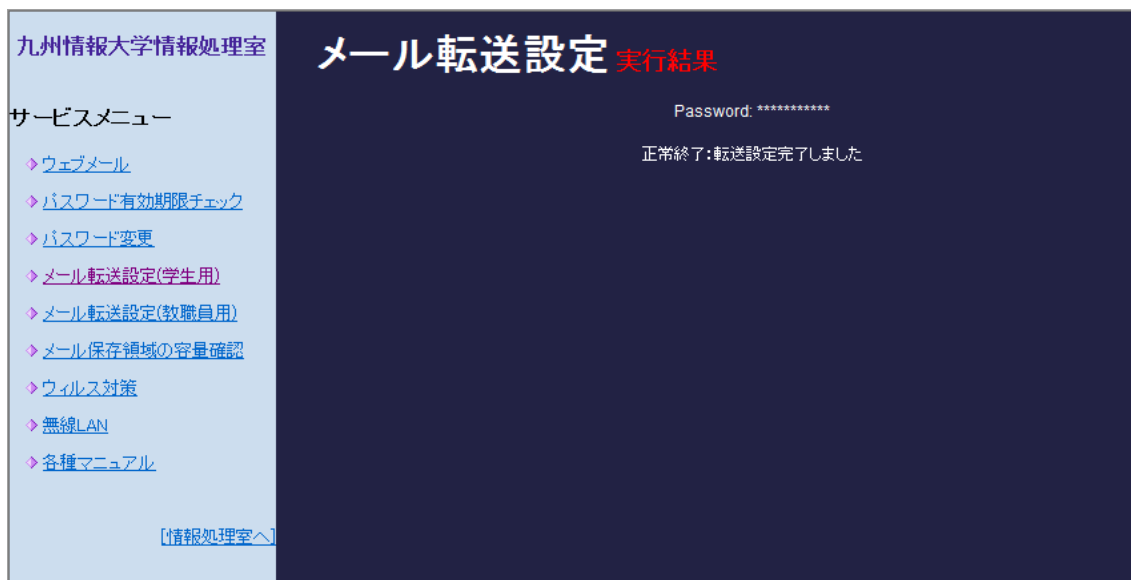 九州情報大学情報処理室
サービスメニュー
ウェブメール
パスワード有効期限チェック
パスワード変更
メール転送設定(学生用)
メール転送設定(教職員用)
メール保存領域の容量確認
ウィルス対策
無線LAN
各種マニュアル
[情報処理室へ]
メール転送設定 実行結果
Password: ***********
正常終了:転送設定完了しました